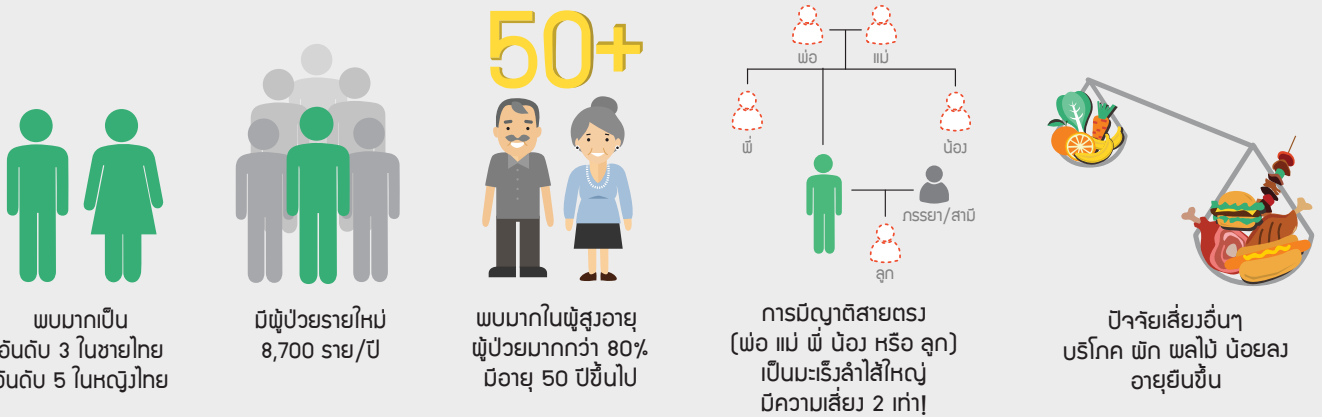 พบมากเป็น
อันดับ 3 ในชายไทย
อันดับ 5 ในหญิงไทย
มีผู้ป่วยรายใหม่
8,700 ราย/ปี
50+
พบมากในผู้สูงอายุ
ผู้ป่วยมากกว่า 80%
มีอายุ 50 ปีขึ้นไป
พ่อ
แม่
พี่
น้อง
ภรรยา/สามี
ลูก
การมีญาติสายตรง
(พ่อ แม่ พี่ น้อง หรือ ลูก)
เป็นมะเร็งลำไส้ใหญ่
มีความเสี่ยง 2 เท่า!
ปัจจัยเสี่ยงอื่นๆ
บริโภค ผัก ผลไม้ น้อยลง
อายุยืนขึ้น